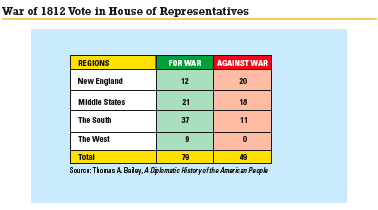 War of 1812 Vote in House of Representatives
REGIONS FOR WAR AGAINST WAR
New England 12 20
Middle States 21 18
The South 37 11
The West 9 0
Total 79 49
Source: Thomas A. Bailey, A Diplomatic History of the American People